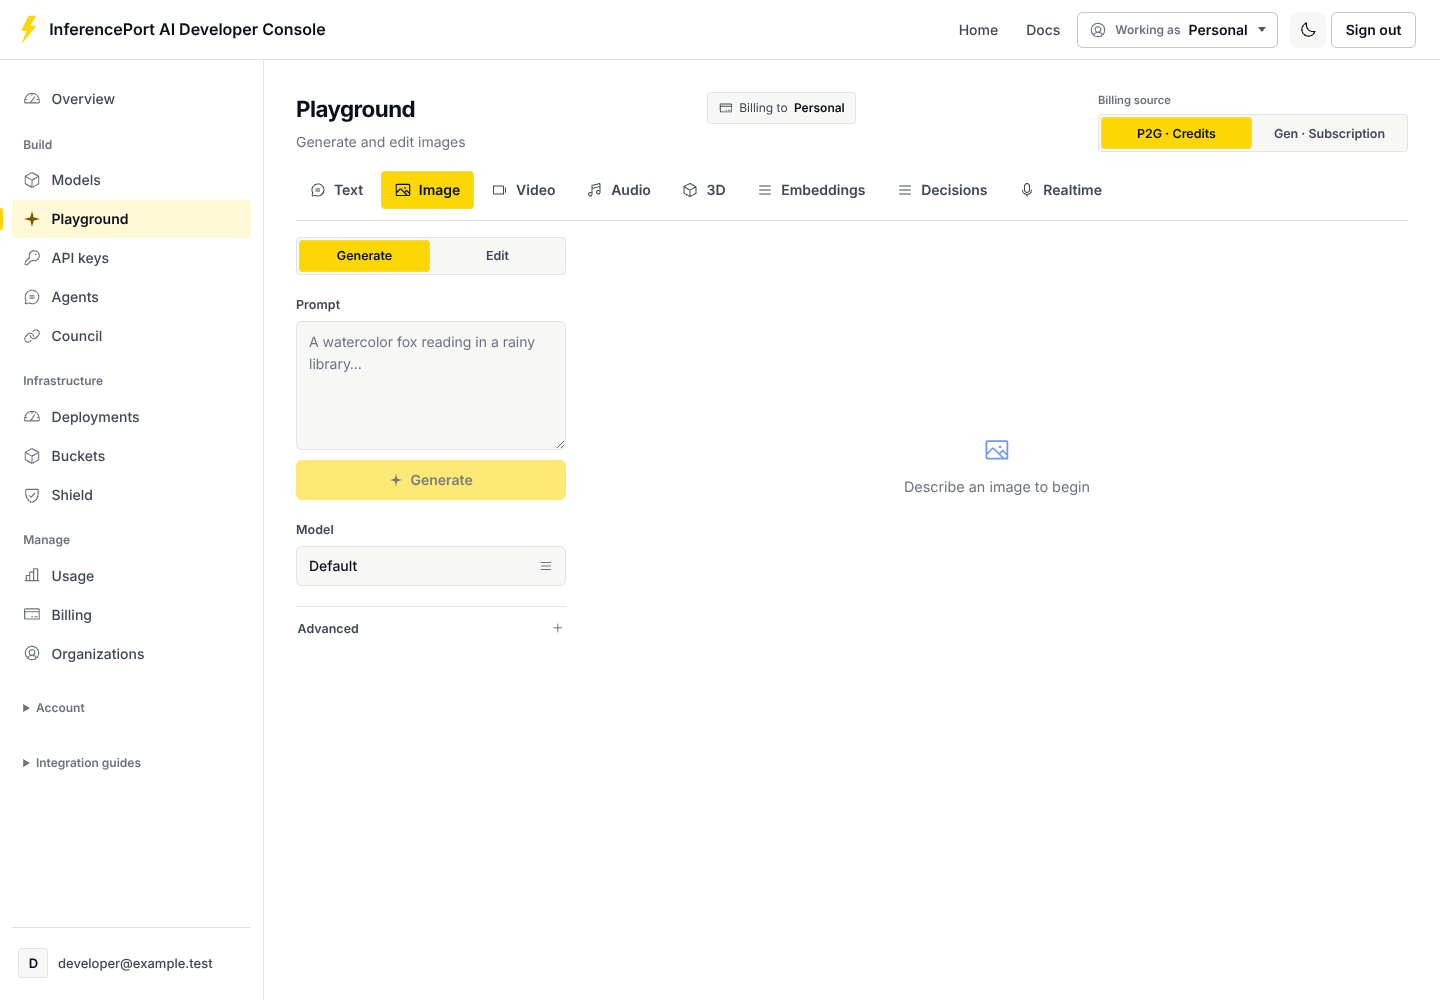 InferencePort AI Developer Console
Home
Docs
Working as Personal
Sign out
Overview
Build
Models
Playground
API keys
Agents
Council
Infrastructure
Deployments
Buckets
Shield
Manage
Usage
Billing
Organizations
Account
Integration guides
D
developer@example.test
Playground
Generate and edit images
Billing to Personal
Billing source
P2G · Credits
Gen · Subscription
Text
Image
Video
Audio
3D
Embeddings
Decisions
Realtime
Generate
Edit
Prompt
A watercolor fox reading in a rainy
library...
Generate
Model
Default
Advanced
Describe an image to begin